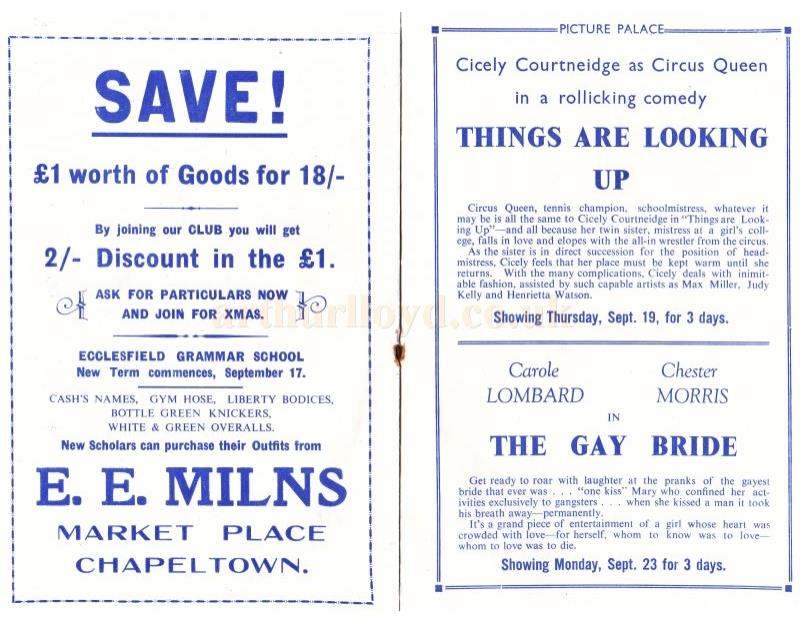 SAVE!
£1 worth of Goods for 18/-
By joining our CLUB you will get
2/- Discount in the £1.
ASK FOR PARTICULARS NOW
AND JOIN FOR XMAS.
ECCLESFIELD GRAMMAR SCHOOL
New Term commences, September 17.
CASH'S NAMES, GYM HOSE, LIBERTY BODICES,
BOTTLE GREEN KNICKERS,
WHITE & GREEN OVERALLS.
New Scholars can purchase their Outfits from
E. E. MILNS
MARKET PLACE
CHAPELTOWN.
PICTURE PALACE
Cicely Courtneidge as Circus Queen
in a rollicking comedy
THINGS ARE LOOKING
UP
Circus Queen, tennis champion, schoolmistress, whatever it
may be is all the same to Cicely Courtneidge in "Things are Look-
ing Up"—and all because her twin sister, mistress at a girl's coll-
ege, falls in love and elopes with the all-in wrestler from the circus.
As the sister is in direct succession for the position of head-
mistress, Cicely feels that her place must be kept warm until she
returns. With the many complications, Cicely deals with inimit-
able fashion, assisted by such capable artists as Max Miller, Judy
Kelly and Henrietta Watson.
Showing Thursday, Sept. 19, for 3 days.
Carole Chester
LOMBARD MORRIS
IN
THE GAY BRIDE
Get ready to roar with laughter at the pranks of the gayest
bride that ever was . . . "one kiss" Mary who confined her act-
ivities exclusively to gangsters . . . when she kissed a man it took
his breath away—permanently.
It's a grand piece of entertainment of a girl whose heart was
crowded with love—for herself, whom to know was to love—
whom to love was to die.
Showing Monday, Sept. 23 for 3 days.
arthurlloyd.co.uk